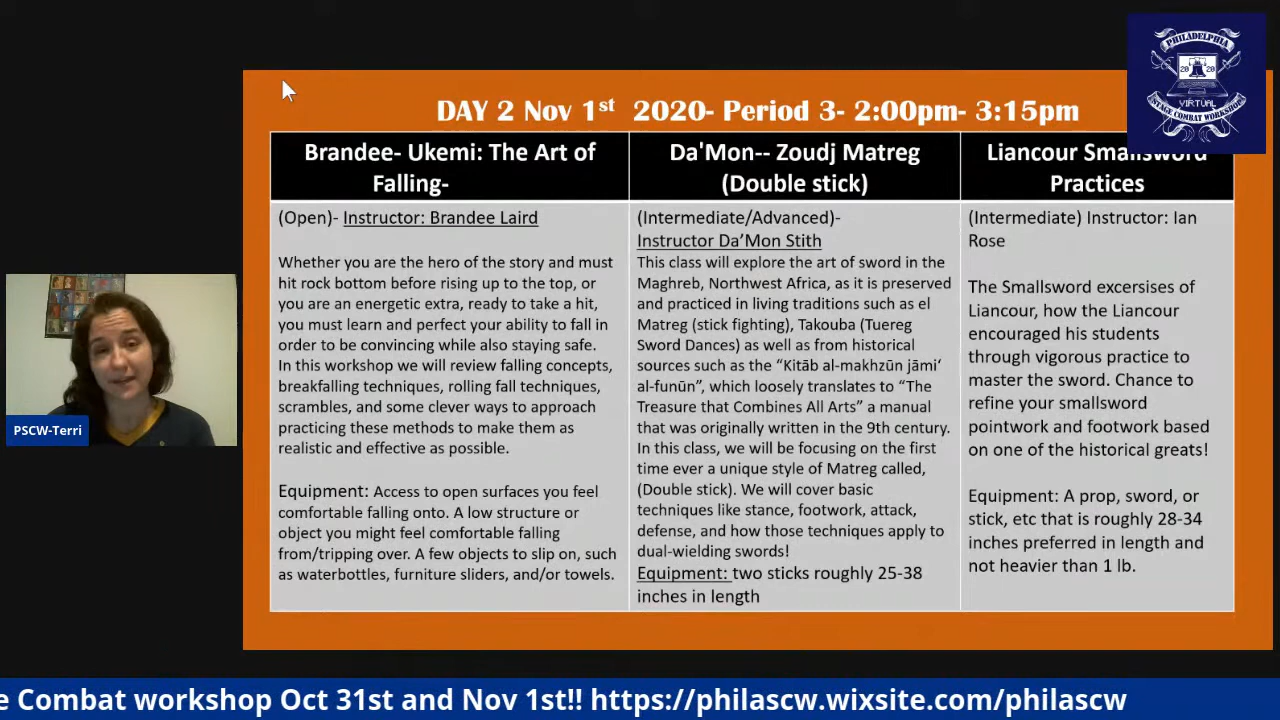 PHILADELPHIA
20 20
VIRTUAL
STAGE COMBAT WORKSHOP
DAY 2 Nov 1st 2020- Period 3- 2:00pm- 3:15pm
Brandee- Ukemi: The Art of
Falling-
Da'Mon-- Zoudj Matreg
(Double stick)
Liancour Smallsword
Practices
(Open)- Instructor: Brandee Laird
Whether you are the hero of the story and must
hit rock bottom before rising up to the top, or
you are an energetic extra, ready to take a hit,
you must learn and perfect your ability to fall in
order to be convincing while also staying safe.
In this workshop we will review falling concepts,
breakfalling techniques, rolling fall techniques,
scrambles, and some clever ways to approach
practicing these methods to make them as
realistic and effective as possible.
Equipment: Access to open surfaces you feel
comfortable falling onto. A low structure or
object you might feel comfortable falling
from/tripping over. A few objects to slip on, such
as waterbottles, furniture sliders, and/or towels.
(Intermediate/Advanced)-
Instructor Da’Mon Stith
This class will explore the art of sword in the
Maghreb, Northwest Africa, as it is preserved
and practiced in living traditions such as el
Matreg (stick fighting), Takouba (Tuereg
Sword Dances) as well as from historical
sources such as the “Kitāb al-makhzūn jāmi‘
al-funūn”, which loosely translates to “The
Treasure that Combines All Arts” a manual
that was originally written in the 9th century.
In this class, we will be focusing on the first
time ever a unique style of Matreg called,
(Double stick). We will cover basic
techniques like stance, footwork, attack,
defense, and how those techniques apply to
dual-wielding swords!
Equipment: two sticks roughly 25-38
inches in length
(Intermediate) Instructor: Ian
Rose
The Smallsword excersises of
Liancour, how the Liancour
encouraged his students
through vigorous practice to
master the sword. Chance to
refine your smallsword
pointwork and footwork based
on one of the historical greats!
Equipment: A prop, sword, or
stick, etc that is roughly 28-34
inches preferred in length and
not heavier than 1 lb.
PSCW-Terri
e Combat workshop Oct 31st and Nov 1st!! https://philascw.wixsite.com/philascw